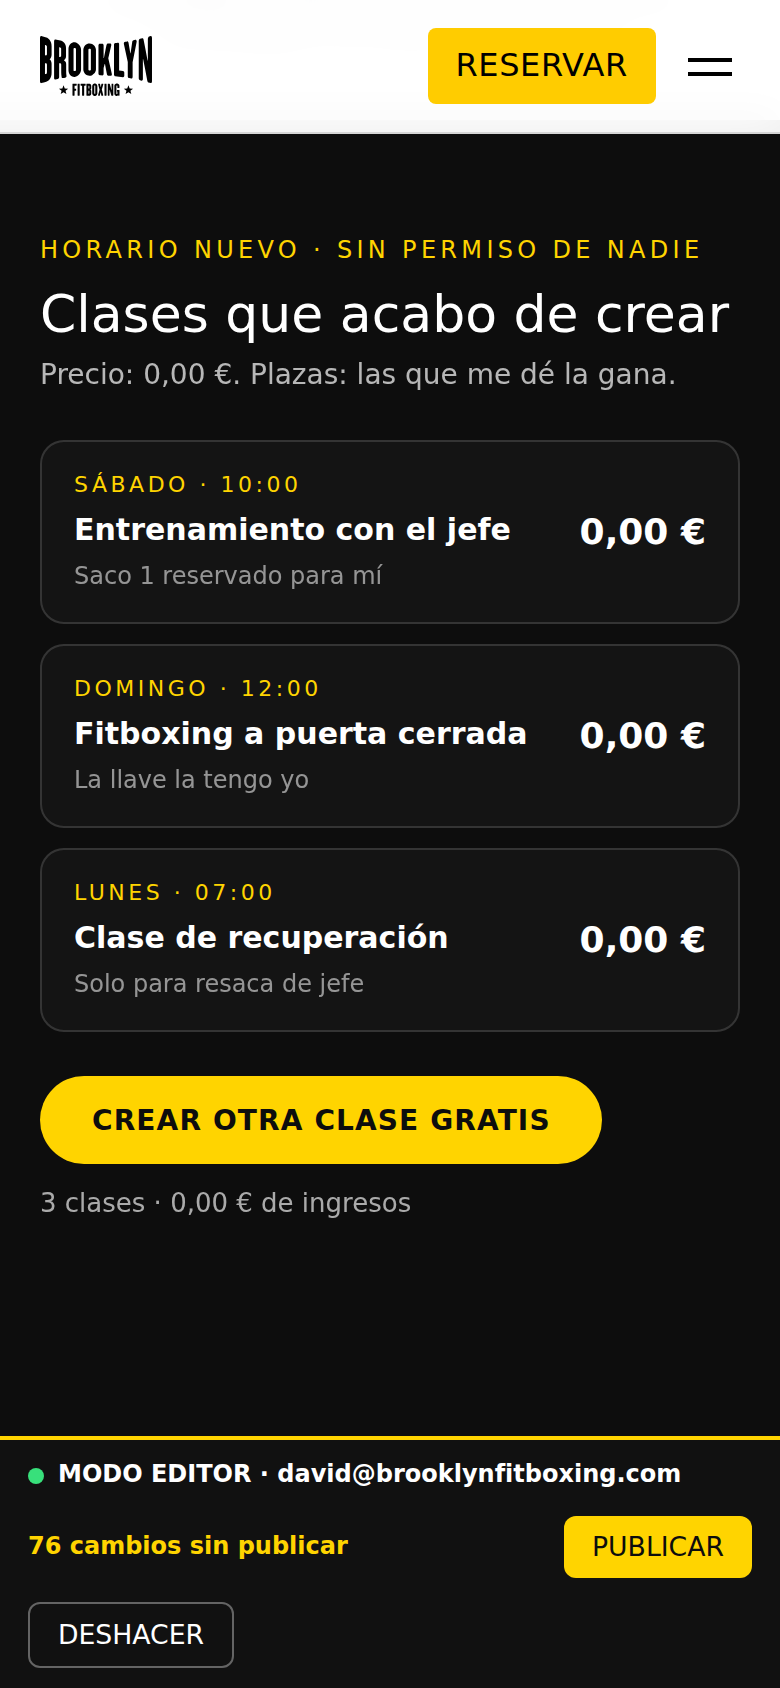 BROOKLYN
★ FITBOXING ★
RESERVAR
HORARIO NUEVO · SIN PERMISO DE NADIE
Clases que acabo de crear
Precio: 0,00 €. Plazas: las que me dé la gana.
SÁBADO · 10:00
Entrenamiento con el jefe
0,00 €
Saco 1 reservado para mí
DOMINGO · 12:00
Fitboxing a puerta cerrada
0,00 €
La llave la tengo yo
LUNES · 07:00
Clase de recuperación
0,00 €
Solo para resaca de jefe
CREAR OTRA CLASE GRATIS
3 clases · 0,00 € de ingresos
MODO EDITOR · david@brooklynfitboxing.com
76 cambios sin publicar
PUBLICAR
DESHACER